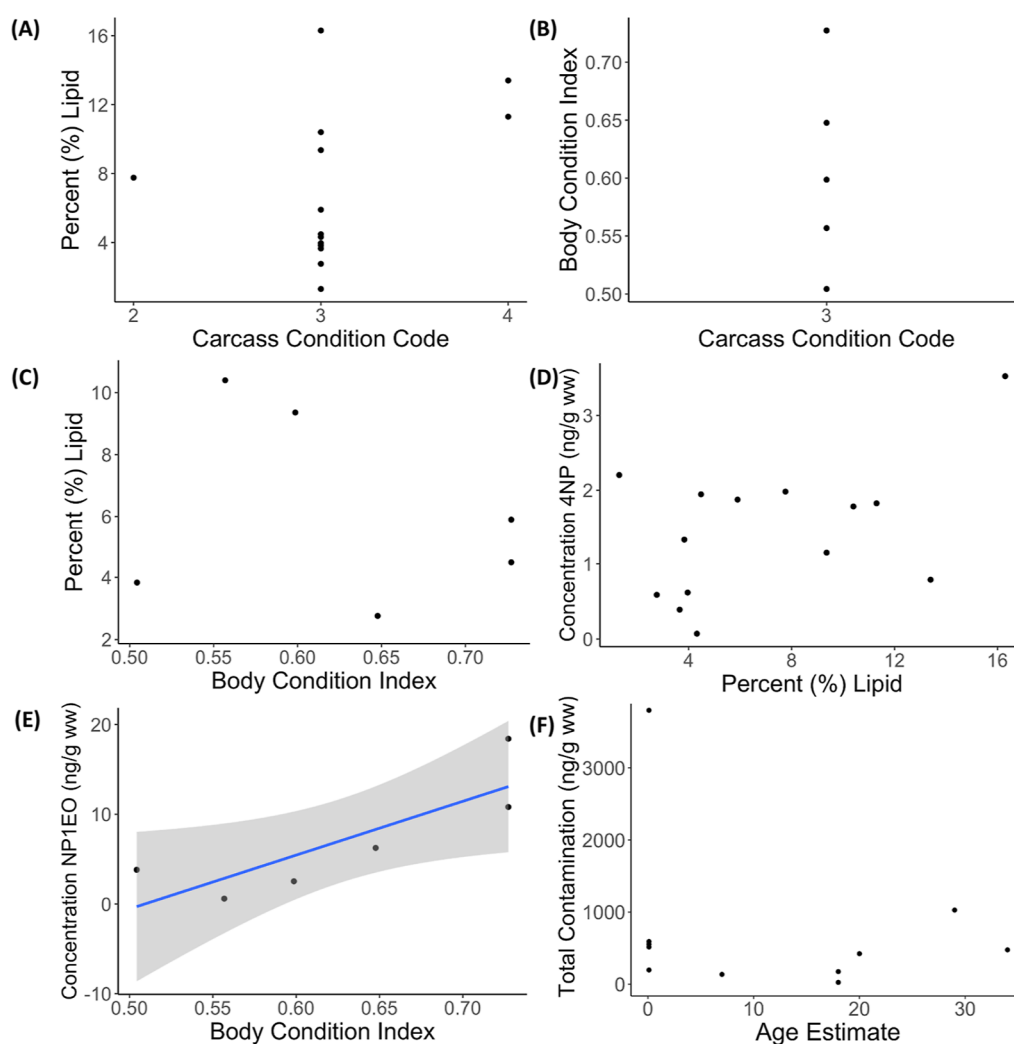 (A)
Percent (%) Lipid
16
12
8
4
2
3
4
Carcass Condition Code
(B)
Body Condition Index
0.70
0.65
0.60
0.55
0.50
3
Carcass Condition Code
(C)
Percent (%) Lipid
10
8
6
4
2
0.50
0.55
0.60
0.65
0.70
Body Condition Index
(D)
Concentration 4NP (ng/g ww)
3
2
1
0
4
8
12
16
Percent (%) Lipid
(E)
Concentration NP1EO (ng/g ww)
20
10
0
-10
0.50
0.55
0.60
0.65
0.70
Body Condition Index
(F)
Total Contamination (ng/g ww)
3000
2000
1000
0
0
10
20
30
Age Estimate